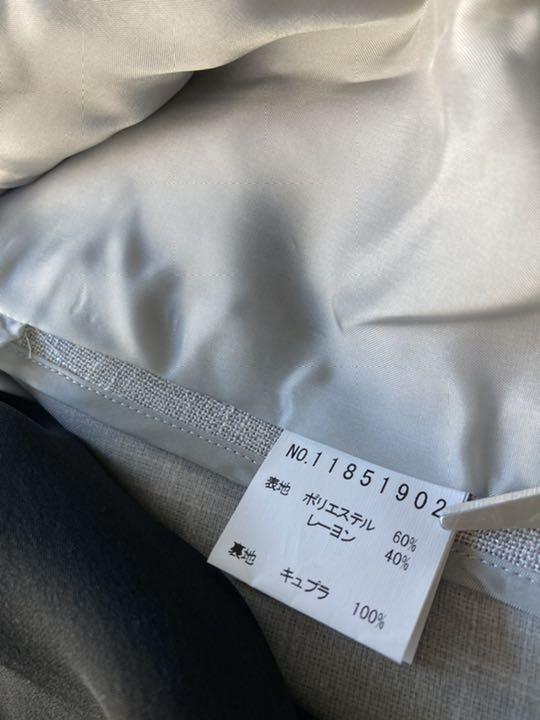 NO.11851902
表地 ポリエステル 60%
レーヨン 40%
裏地 キュプラ 100%